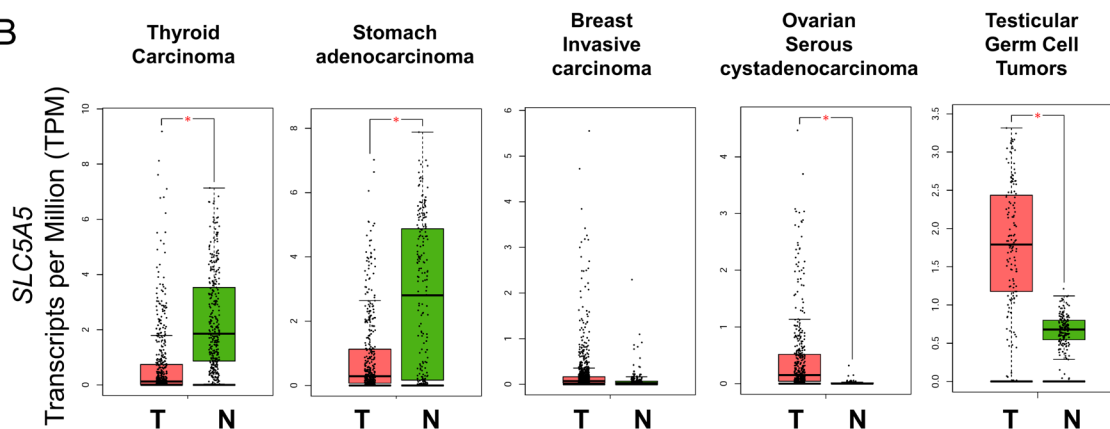 B
Thyroid
Carcinoma
Stomach
adenocarcinoma
Breast
Invasive
carcinoma
Ovarian
Serous
cystadenocarcinoma
Testicular
Germ Cell
Tumors
SLC5A5
Transcripts per Million (TPM)
10
8
6
4
2
0
*
T N
8
6
4
2
0
*
T N
6
5
4
3
2
1
0
T N
4
3
2
1
0
*
T N
3.5
3.0
2.5
2.0
1.5
1.0
0.5
0.0
*
T N